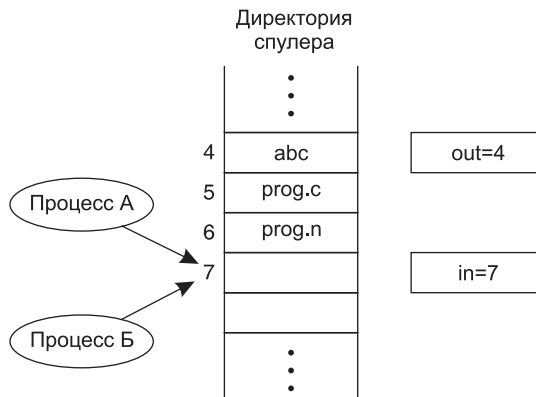 Директория
спулера
4 abc out=4
5 prog.c
Процесс А
6 prog.n
7 in=7
Процесс Б